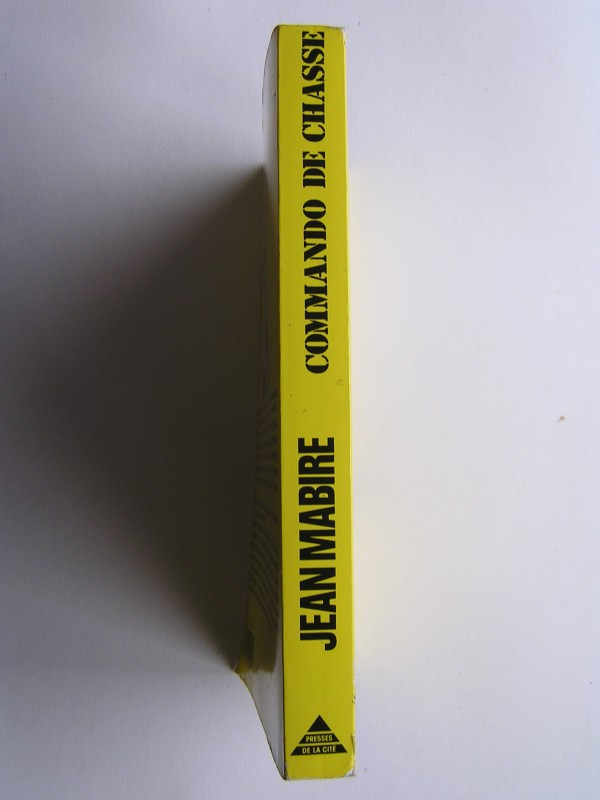 JEAN MABIRE
COMMANDO DE CHASSE
PRESSES
DE LA CITÉ